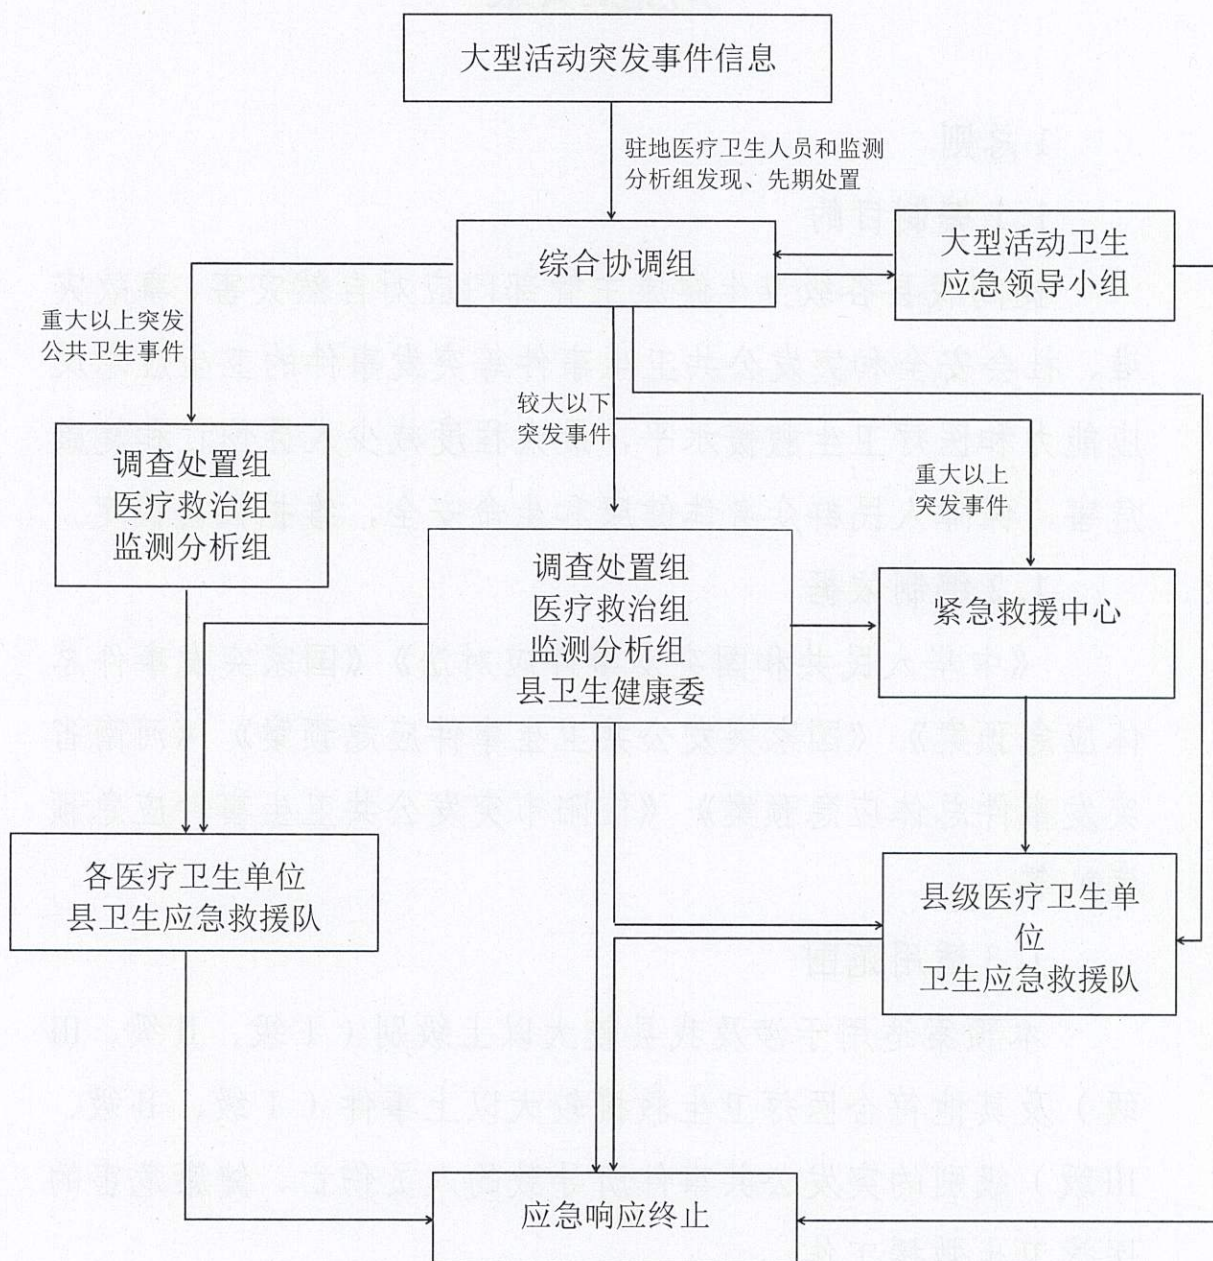 大型活动突发事件信息
驻地医疗卫生人员和监测
分析组发现、先期处置
综合协调组
大型活动卫生
应急领导小组
重大以上突发
公共卫生事件
较大以下
突发事件
重大以上
突发事件
调查处置组
医疗救治组
监测分析组
调查处置组
医疗救治组
监测分析组
县卫生健康委
紧急救援中心
各医疗卫生单位
县卫生应急救援队
县级医疗卫生单
位
卫生应急救援队
应急响应终止